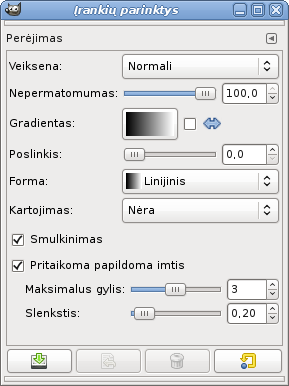 Įrankių parinktys
Perėjimas
Veiksena: Normali
Nepermatomumas: 100,0
Gradientas:
Poslinkis: 0,0
Forma: Linijinis
Kartojimas: Nėra
Smulkinimas
Pritaikoma papildoma imtis
Maksimalus gylis: 3
Slenkstis: 0,20